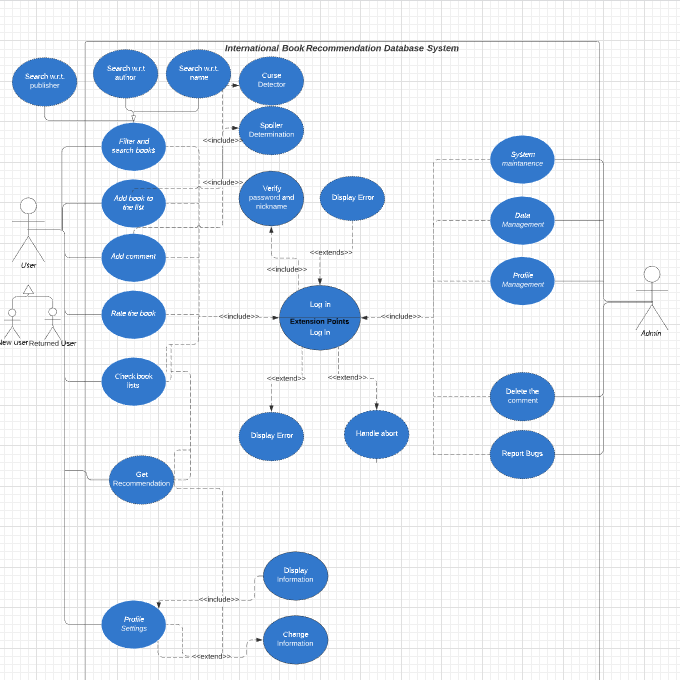 International Book Recommendation Database System
Search w.r.t.
publisher
Search w.r.t
author
Search w.r.t.
name
Curse
Detector
Spoiler
Determination
<<include>>
Filter and
search books
System
maintanence
<<include>>
Add book to
the list
Verify
password and
nickname
Display Error
Data
Management
Add comment
<<extends>>
<<include>>
User
Profile
Management
Log in
Extension Points
Log in
<<include>>
<<include>>
Rate the book
New user
Returned User
Admin
Check book
lists
<<extend>>
<<extend>>
Delete the
comment
Display Error
Handle abort
Report Bugs
Get
Recommendation
Display
Information
<<include>>
Profile
Settings
Change
Information
<<extend>>